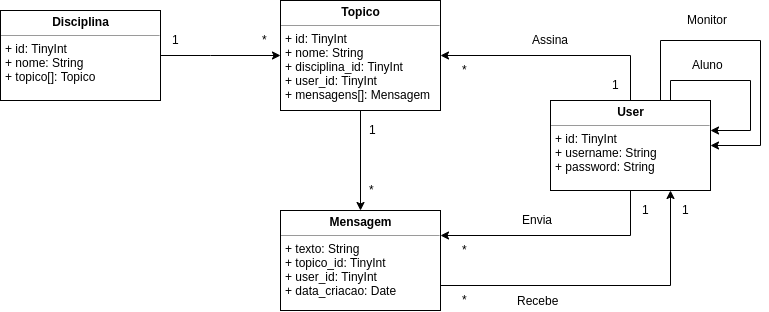 Disciplina
+ id: TinyInt
+ nome: String
+ topico[]: Topico
1
*
Topico
+ id: TinyInt
+ nome: String
+ disciplina_id: TinyInt
+ user_id: TinyInt
+ mensagens[]: Mensagem
Assina
*
1
Monitor
Aluno
User
+ id: TinyInt
+ username: String
+ password: String
1
*
Mensagem
+ texto: String
+ topico_id: TinyInt
+ user_id: TinyInt
+ data_criacao: Date
Envia
1
*
1
*
Recebe